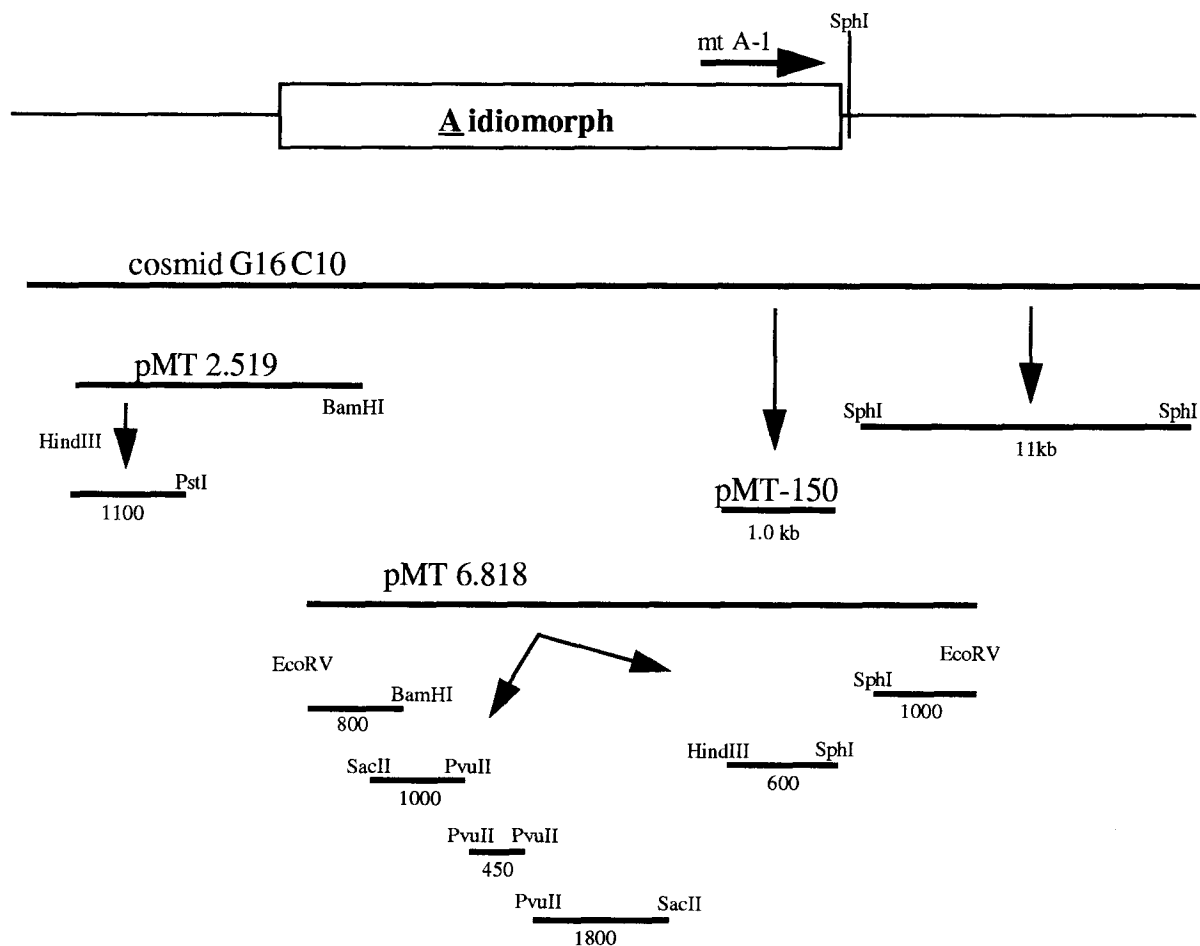 SphI
mt A-1
A idiomorph
cosmid G16 C10
pMT 2.519
BamHI
SphI SphI
11kb
HindIII
PstI
1100
pMT-150
1.0 kb
pMT 6.818
EcoRV EcoRV
SphI
BamHI
1000
800
SacII PvuII
HindIII SphI
1000
600
PvuII PvuII
450
PvuII SacII
1800